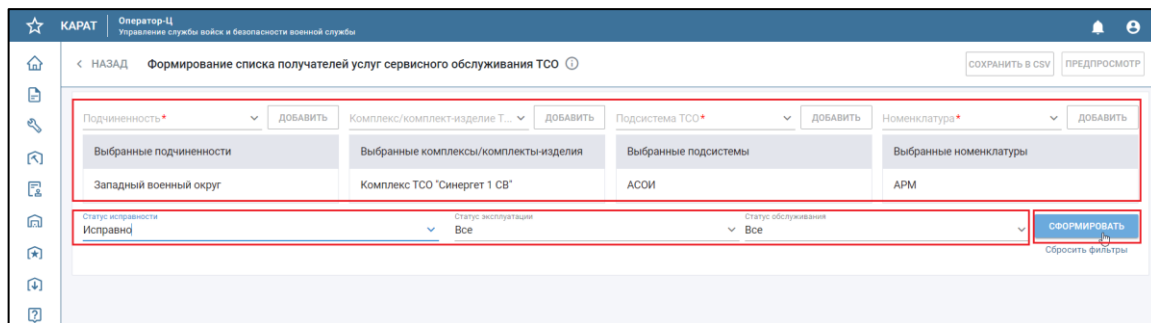 КАРАТ
Оператор-Ц
Управление службы войск и безопасности военной службы
НАЗАД Формирование списка получателей услуг сервисного обслуживания ТСО
СОХРАНИТЬ В CSV ПРЕДПРОСМОТР
Подчиненность* ДОБАВИТЬ Комплекс/комплект-изделие Т... ДОБАВИТЬ Подсистема ТСО* ДОБАВИТЬ Номенклатура* ДОБАВИТЬ
Выбранные подчиненности Выбранные комплексы/комплекты-изделия Выбранные подсистемы Выбранные номенклатуры
Западный военный округ Комплекс ТСО "Синергет 1 СВ" АСОИ АРМ
Статус исправности Статус эксплуатации Статус обслуживания
Исправно Все Все СФОРМИРОВАТЬ
Сбросить фильтры